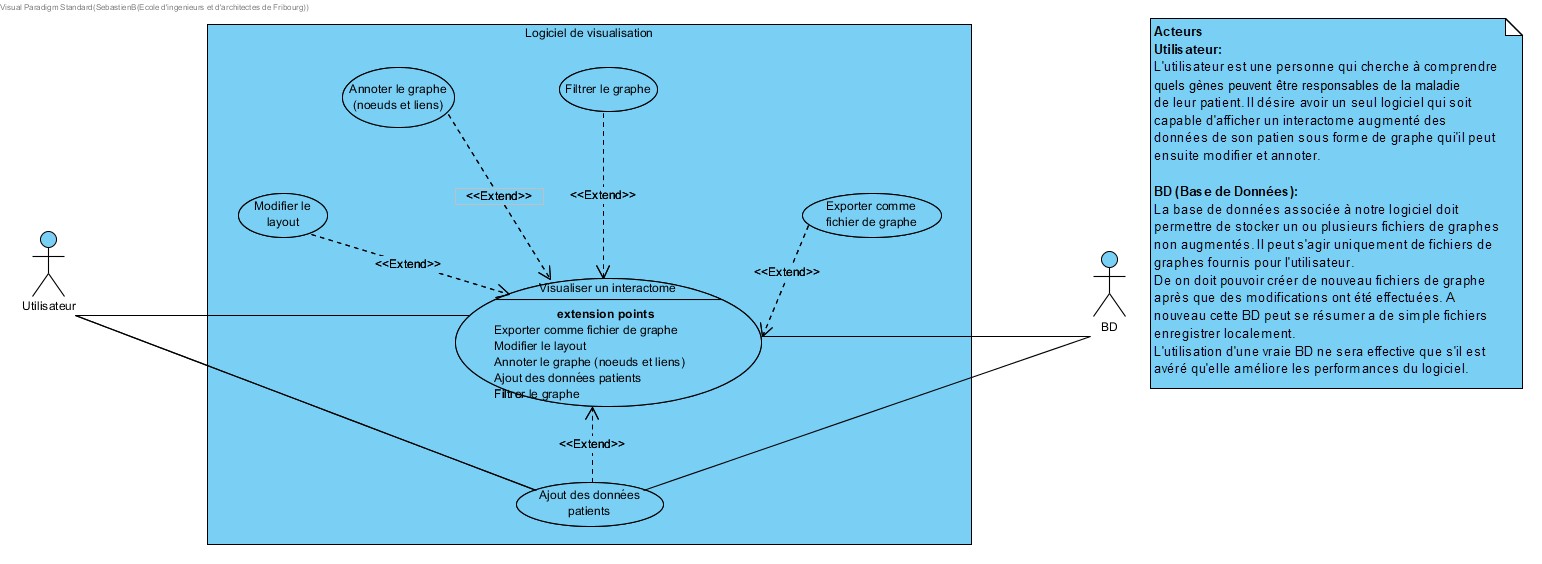 Visual Paradigm Standard(SebastienB(Ecole d'ingenieurs et d'architectes de Fribourg))
Logiciel de visualisation
Annoter le graphe
(noeuds et liens)
Filtrer le graphe
<<Extend>>
<<Extend>>
Modifier le
layout
Exporter comme
fichier de graphe
<<Extend>>
<<Extend>>
Utilisateur
BD
Visualiser un interactome
extension points
Exporter comme fichier de graphe
Modifier le layout
Annoter le graphe (noeuds et liens)
Ajout des données patients
Filtrer le graphe
<<Extend>>
Ajout des données
patients
Acteurs
Utilisateur:
L'utilisateur est une personne qui cherche à comprendre
quels gènes peuvent être responsables de la maladie
de leur patient. Il désire avoir un seul logiciel qui soit
capable d'afficher un interactome augmenté des
données de son patien sous forme de graphe qu'il peut
ensuite modifier et annoter.
BD (Base de Données):
La base de données associée à notre logiciel doit
permettre de stocker un ou plusieurs fichiers de graphes
non augmentés. Il peut s'agir uniquement de fichiers de
graphes fournis pour l'utilisateur.
De on doit pouvoir créer de nouveau fichiers de graphe
après que des modifications ont été effectuées. A
nouveau cette BD peut se résumer a de simple fichiers
enregistrer localement.
L'utilisation d'une vraie BD ne sera effective que s'il est
avéré qu'elle améliore les performances du logiciel.